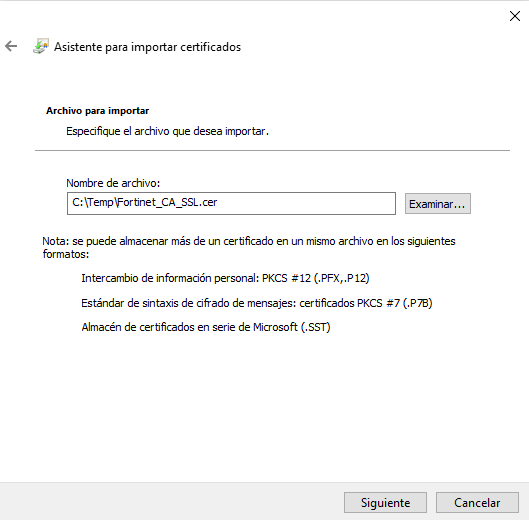 Asistente para importar certificados
Archivo para importar
Especifique el archivo que desea importar.
Nombre de archivo:
C:\Temp\Fortinet_CA_SSL.cer
Examinar...
Nota: se puede almacenar más de un certificado en un mismo archivo en los siguientes
formatos:
Intercambio de información personal: PKCS #12 (.PFX,.P12)
Estándar de sintaxis de cifrado de mensajes: certificados PKCS #7 (.P7B)
Almacén de certificados en serie de Microsoft (.SST)
Siguiente
Cancelar